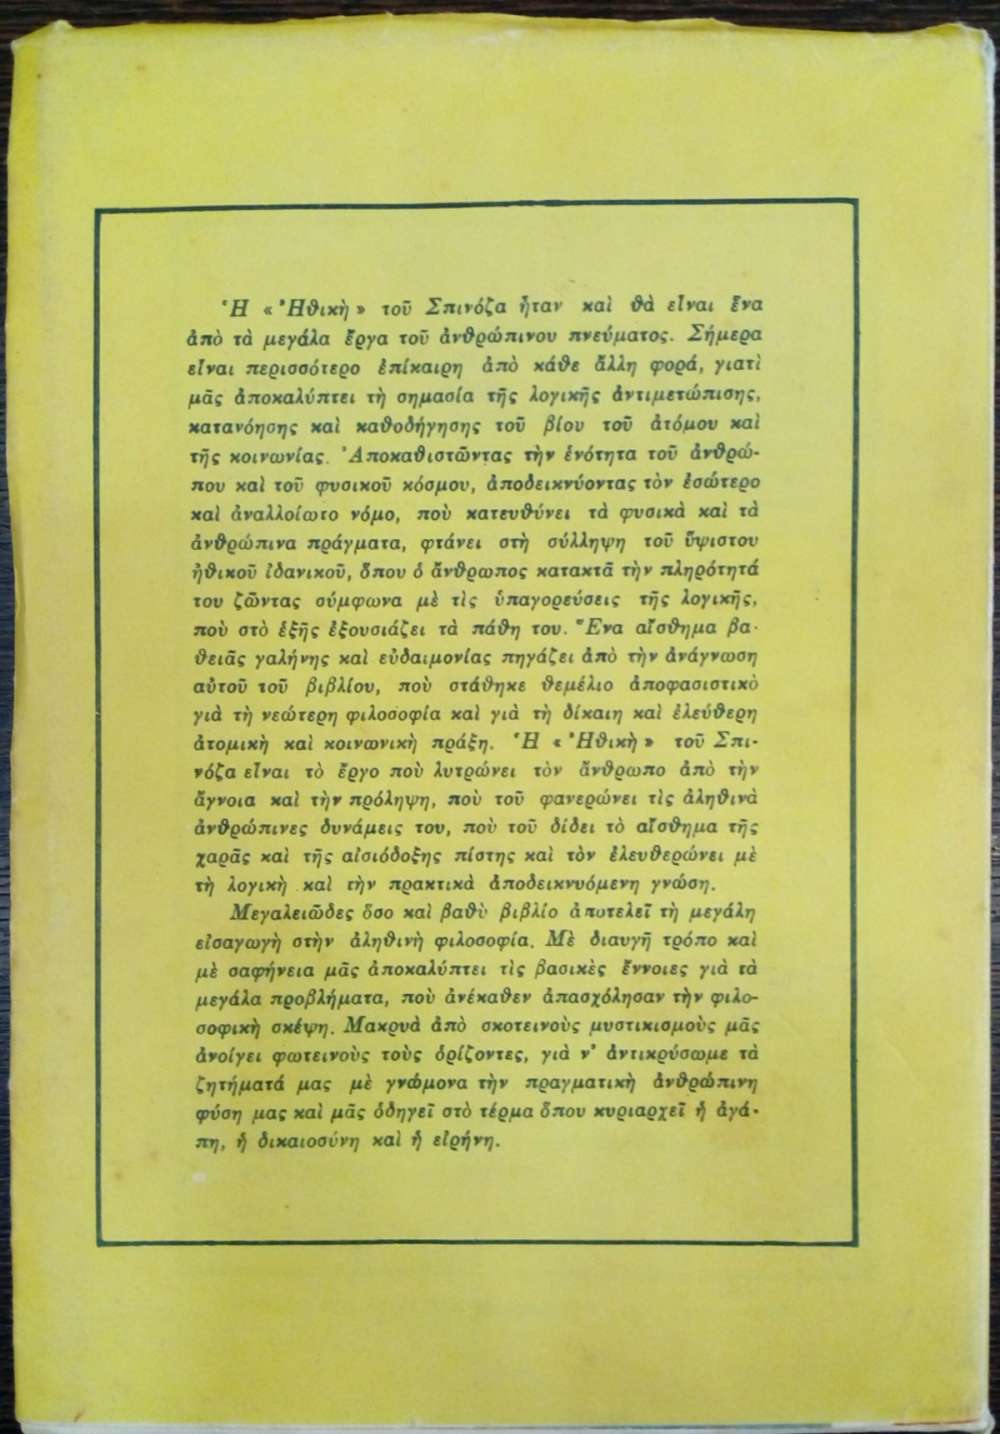 Ἡ «Ἠθικὴ» τοῦ Σπινόζα ἦταν καὶ θὰ εἶναι ἕνα
ἀπὸ τὰ μεγάλα ἔργα τοῦ ἀνθρώπινου πνεύματος. Σήμερα
εἶναι περισσότερο ἐπίκαιρη ἀπὸ κάθε ἄλλη φορά, γιατὶ
μᾶς ἀποκαλύπτει τὴ σημασία τῆς λογικῆς ἀντιμετώπισης,
κατανόησης καὶ καθοδήγησης τοῦ βίου τοῦ ἀτόμου καὶ
τῆς κοινωνίας. Ἀποκαθιστῶντας τὴν ἑνότητα τοῦ ἀνθρώ-
που καὶ τοῦ φυσικοῦ κόσμου, ἀποδεικνύοντας τὸν ἐσώτερο
καὶ ἀναλλοίωτο νόμο, ποὺ κατευθύνει τὰ φυσικὰ καὶ τὰ
ἀνθρώπινα πράγματα, φτάνει στὴ σύλληψη τοῦ ὕψιστου
ἠθικοῦ ἰδανικοῦ, ὅπου ὁ ἄνθρωπος κατακτᾶ τὴν πληρότητά
του ζῶντας σύμφωνα μὲ τὶς ὑπαγορεύσεις τῆς λογικῆς,
ποὺ στὸ ἑξῆς ἐξουσιάζει τὰ πάθη του. Ἕνα αἴσθημα βα-
θειᾶς γαλήνης καὶ εὐδαιμονίας πηγάζει ἀπὸ τὴν ἀνάγνωση
αὐτοῦ τοῦ βιβλίου, ποὺ στάθηκε θεμέλιο ἀποφασιστικὸ
γιὰ τὴ νεώτερη φιλοσοφία καὶ γιὰ τὴ δίκαιη καὶ ἐλεύθερη
ἀτομικὴ καὶ κοινωνικὴ πράξη. Ἡ «Ἠθικὴ» τοῦ Σπι-
νόζα εἶναι τὸ ἔργο ποὺ λυτρώνει τὸν ἄνθρωπο ἀπὸ τὴν
ἄγνοια καὶ τὴν πρόληψη, ποὺ τοῦ φανερώνει τὶς ἀληθινὰ
ἀνθρώπινες δυνάμεις του, ποὺ τοῦ δίδει τὸ αἴσθημα τῆς
χαρᾶς καὶ τῆς αἰσιόδοξης πίστης καὶ τὸν ἐλευθερώνει μὲ
τὴ λογικὴ καὶ τὴν πρακτικὰ ἀποδεικνυόμενη γνώση.
Μεγαλειῶδες ὅσο καὶ βαθὺ βιβλίο ἀποτελεῖ τὴ μεγάλη
εἰσαγωγὴ στὴν ἀληθινὴ φιλοσοφία. Μὲ διαυγῆ τρόπο καὶ
μὲ σαφήνεια μᾶς ἀποκαλύπτει τὶς βασικὲς ἔννοιες γιὰ τὰ
μεγάλα προβλήματα, ποὺ ἀνέκαθεν ἀπασχόλησαν τὴν φιλο-
σοφικὴ σκέψη. Μακρυὰ ἀπὸ σκοτεινοὺς μυστικισμοὺς μᾶς
ἀνοίγει φωτεινοὺς τοὺς ὁρίζοντες, γιὰ ν' ἀντικρύσωμε τὰ
ζητήματά μας μὲ γνώμονα τὴν πραγματικὴ ἀνθρώπινη
φύση μας καὶ μᾶς ὁδηγεῖ στὸ τέρμα ὅπου κυριαρχεῖ ἡ ἀγά-
πη, ἡ δικαιοσύνη καὶ ἡ εἰρήνη.